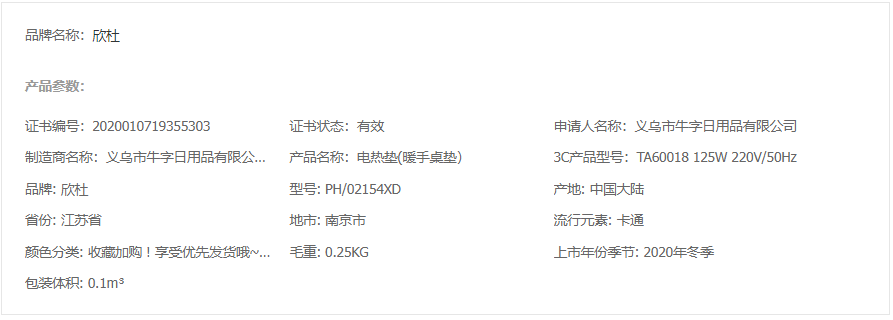 品牌名称：欣杜
产品参数：
证书编号：2020010719355303 证书状态：有效 申请人名称：义乌市牛字日用品有限公司
制造商名称：义乌市牛字日用品有限公... 产品名称：电热垫(暖手桌垫) 3C产品型号：TA60018 125W 220V/50Hz
品牌: 欣杜 型号: PH/02154XD 产地: 中国大陆
省份: 江苏省 地市: 南京市 流行元素: 卡通
颜色分类: 收藏加购！享受优先发货哦~... 毛重: 0.25KG 上市年份季节: 2020年冬季
包装体积: 0.1m³